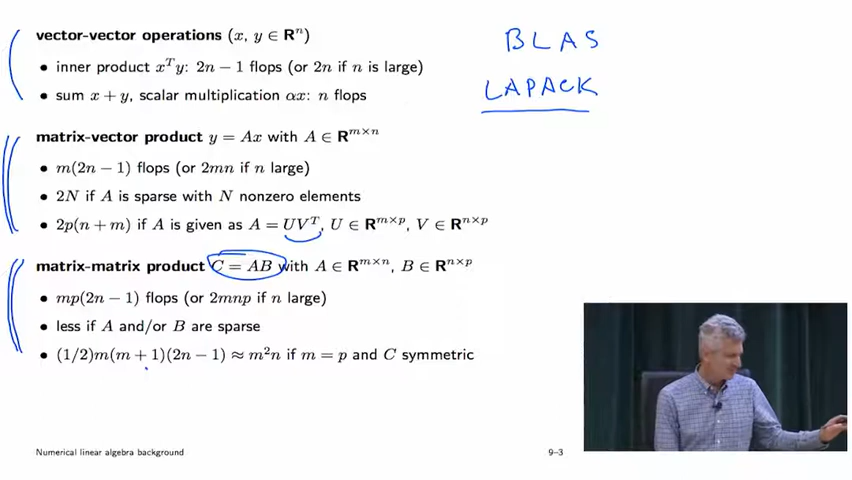 vector-vector operations (x, y ∈ Rⁿ)
• inner product xᵀy: 2n − 1 flops (or 2n if n is large)
• sum x + y, scalar multiplication αx: n flops
matrix-vector product y = Ax with A ∈ Rᵐˣⁿ
• m(2n − 1) flops (or 2mn if n large)
• 2N if A is sparse with N nonzero elements
• 2p(n + m) if A is given as A = UVᵀ, U ∈ Rᵐˣᵖ, V ∈ Rⁿˣᵖ
matrix-matrix product C = AB with A ∈ Rᵐˣⁿ, B ∈ Rⁿˣᵖ
• mp(2n − 1) flops (or 2mnp if n large)
• less if A and/or B are sparse
• (1/2)m(m + 1)(2n − 1) ≈ m²n if m = p and C symmetric
BLAS
LAPACK
Numerical linear algebra background
9–3